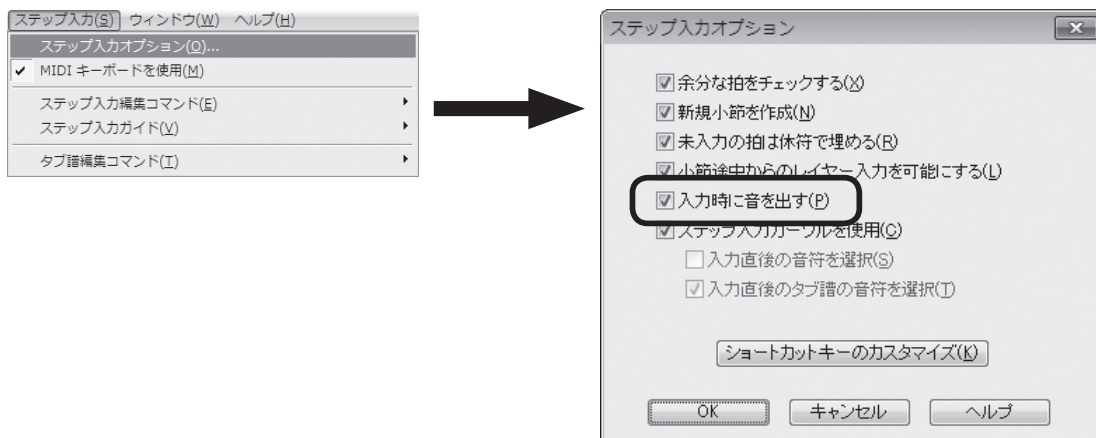 ステップ入力(S) ウィンドウ(W) ヘルプ(H)
ステップ入力オプション(O)...
✓ MIDI キーボードを使用(M)
ステップ入力編集コマンド(E)
ステップ入力ガイド(V)
タブ譜編集コマンド(T)
ステップ入力オプション
余分な拍をチェックする(X)
新規小節を作成(N)
未入力の拍は休符で埋める(R)
小節途中からのレイヤー入力を可能にする(L)
入力時に音を出す(P)
ステップ入力カーソルを使用(C)
入力直後の音符を選択(S)
入力直後のタブ譜の音符を選択(T)
ショートカットキーのカスタマイズ(K)
OK キャンセル ヘルプ